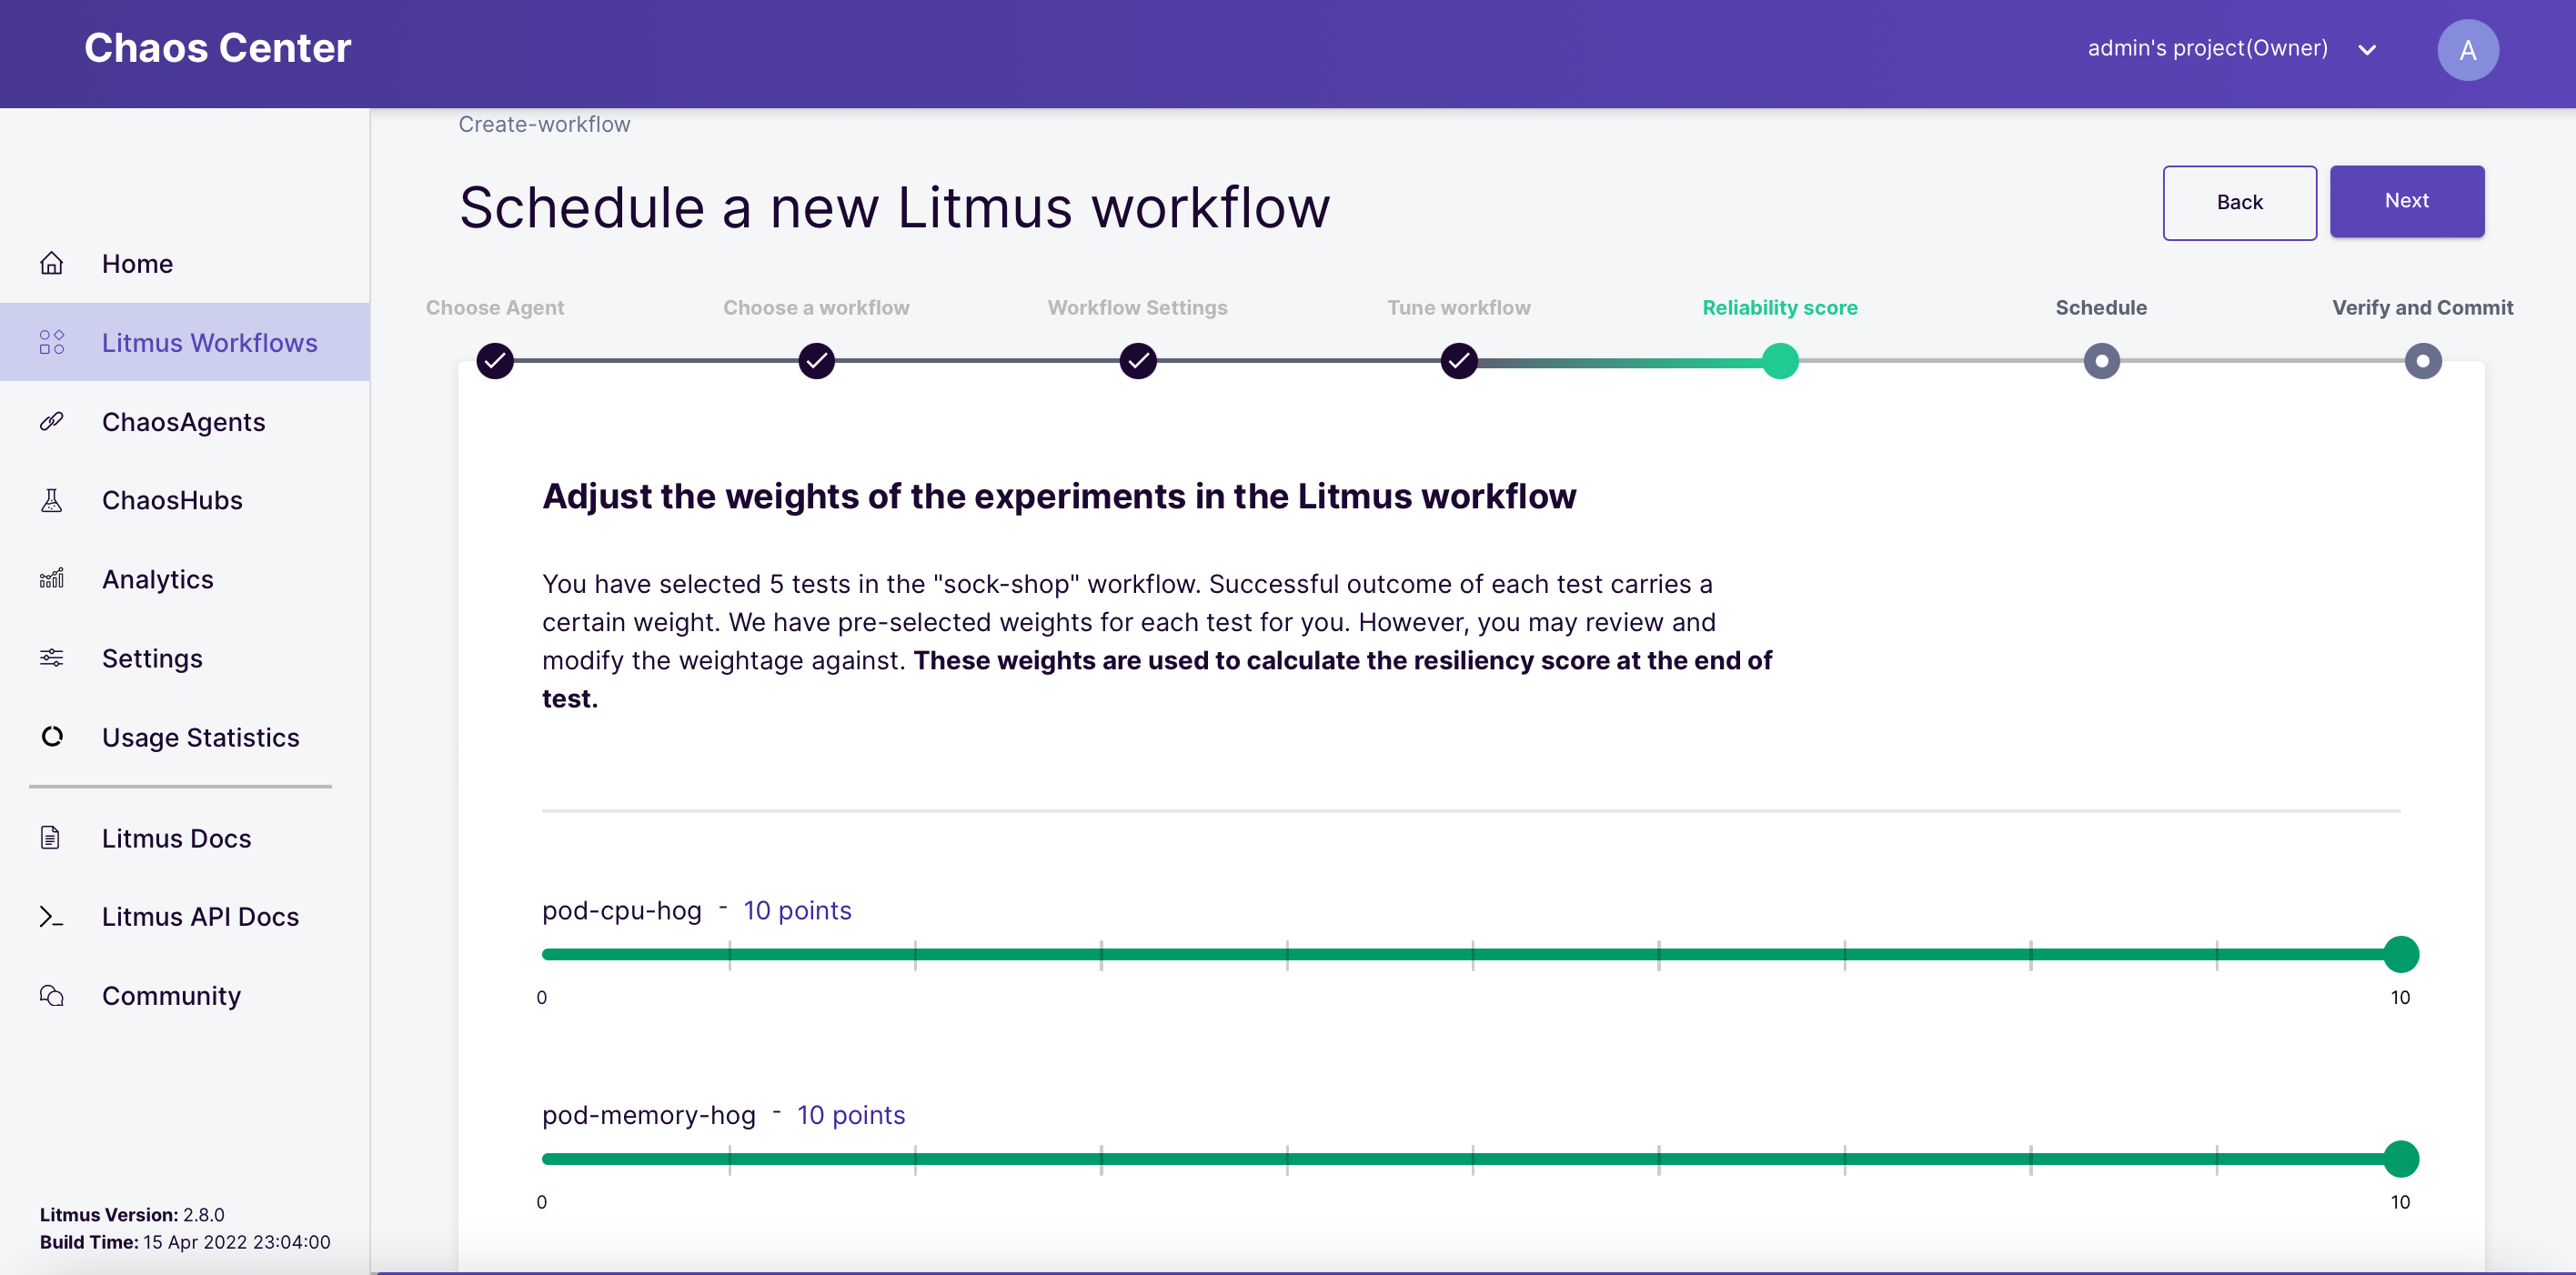 Chaos Center
admin's project(Owner)
A
Create-workflow
Schedule a new Litmus workflow
Back
Next
Home
Litmus Workflows
ChaosAgents
ChaosHubs
Analytics
Settings
Usage Statistics
Litmus Docs
Litmus API Docs
Community
Litmus Version: 2.8.0
Build Time: 15 Apr 2022 23:04:00
Choose Agent
Choose a workflow
Workflow Settings
Tune workflow
Reliability score
Schedule
Verify and Commit
Adjust the weights of the experiments in the Litmus workflow
You have selected 5 tests in the "sock-shop" workflow. Successful outcome of each test carries a
certain weight. We have pre-selected weights for each test for you. However, you may review and
modify the weightage against. These weights are used to calculate the resiliency score at the end of
test.
pod-cpu-hog - 10 points
0 10
pod-memory-hog - 10 points
0 10